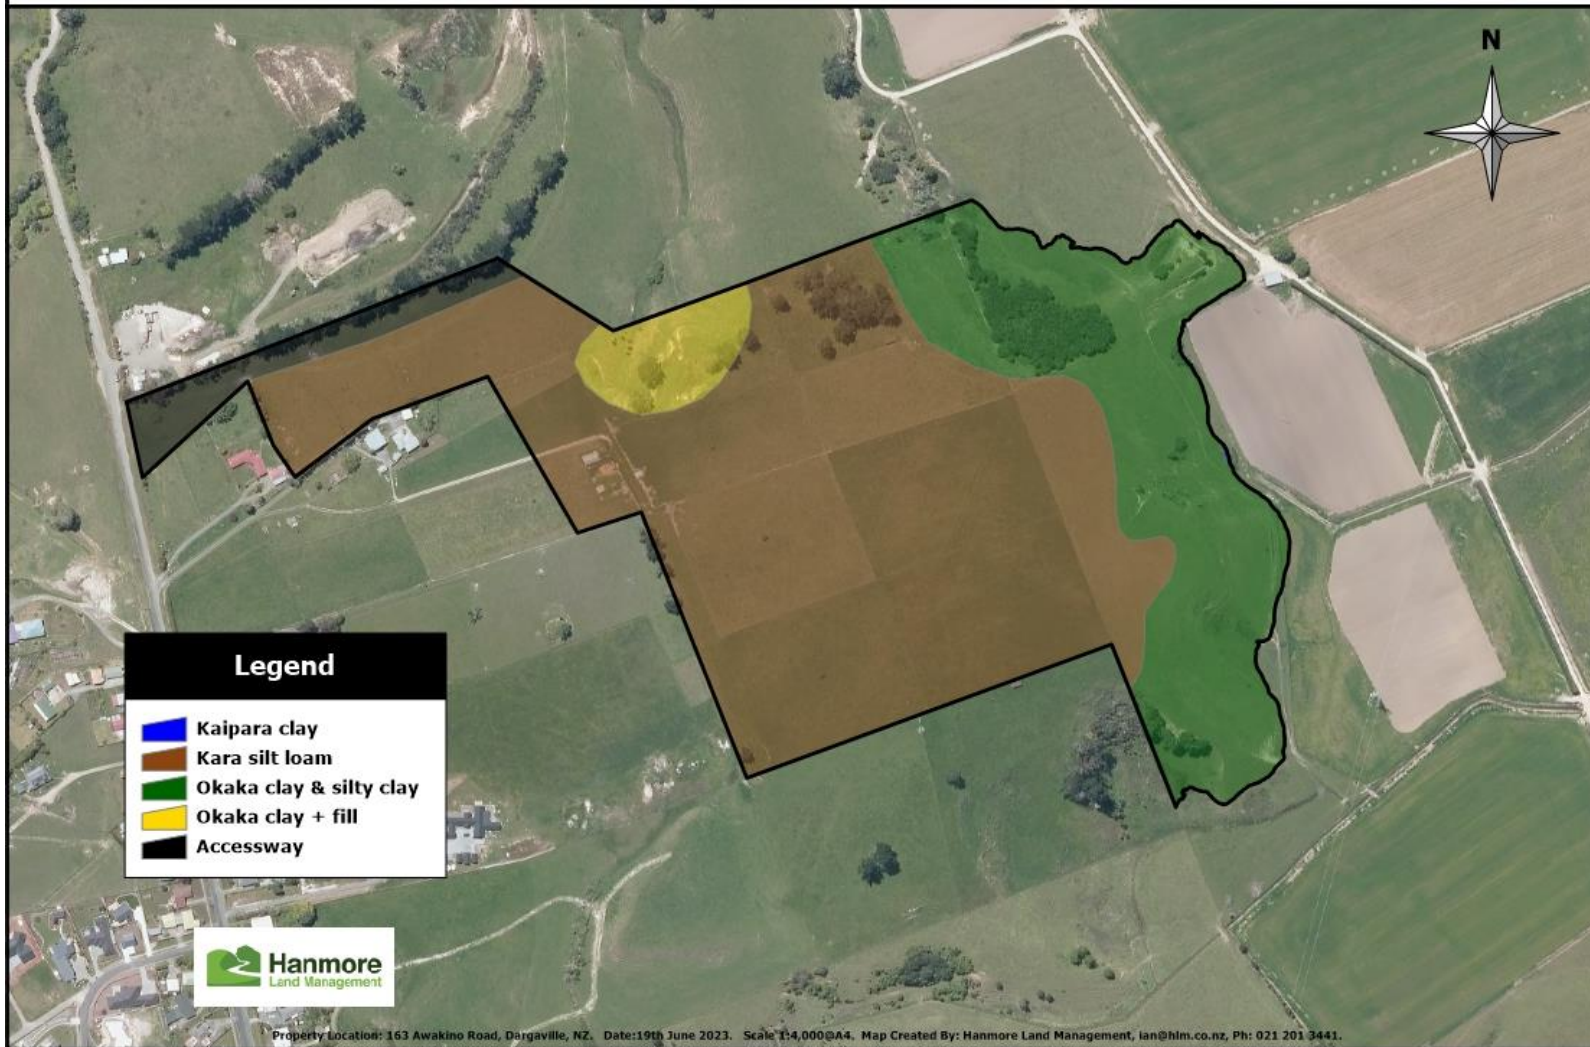 N
Legend
Kaipara clay
Kara silt loam
Okaka clay & silty clay
Okaka clay + fill
Accessway
Hanmore
Land Management
Property Location: 163 Awakino Road, Dargaville, NZ. Date:19th June 2023. Scale 1:4,000@A4. Map Created By: Hanmore Land Management, ian@hlm.co.nz, Ph: 021 201 3441.